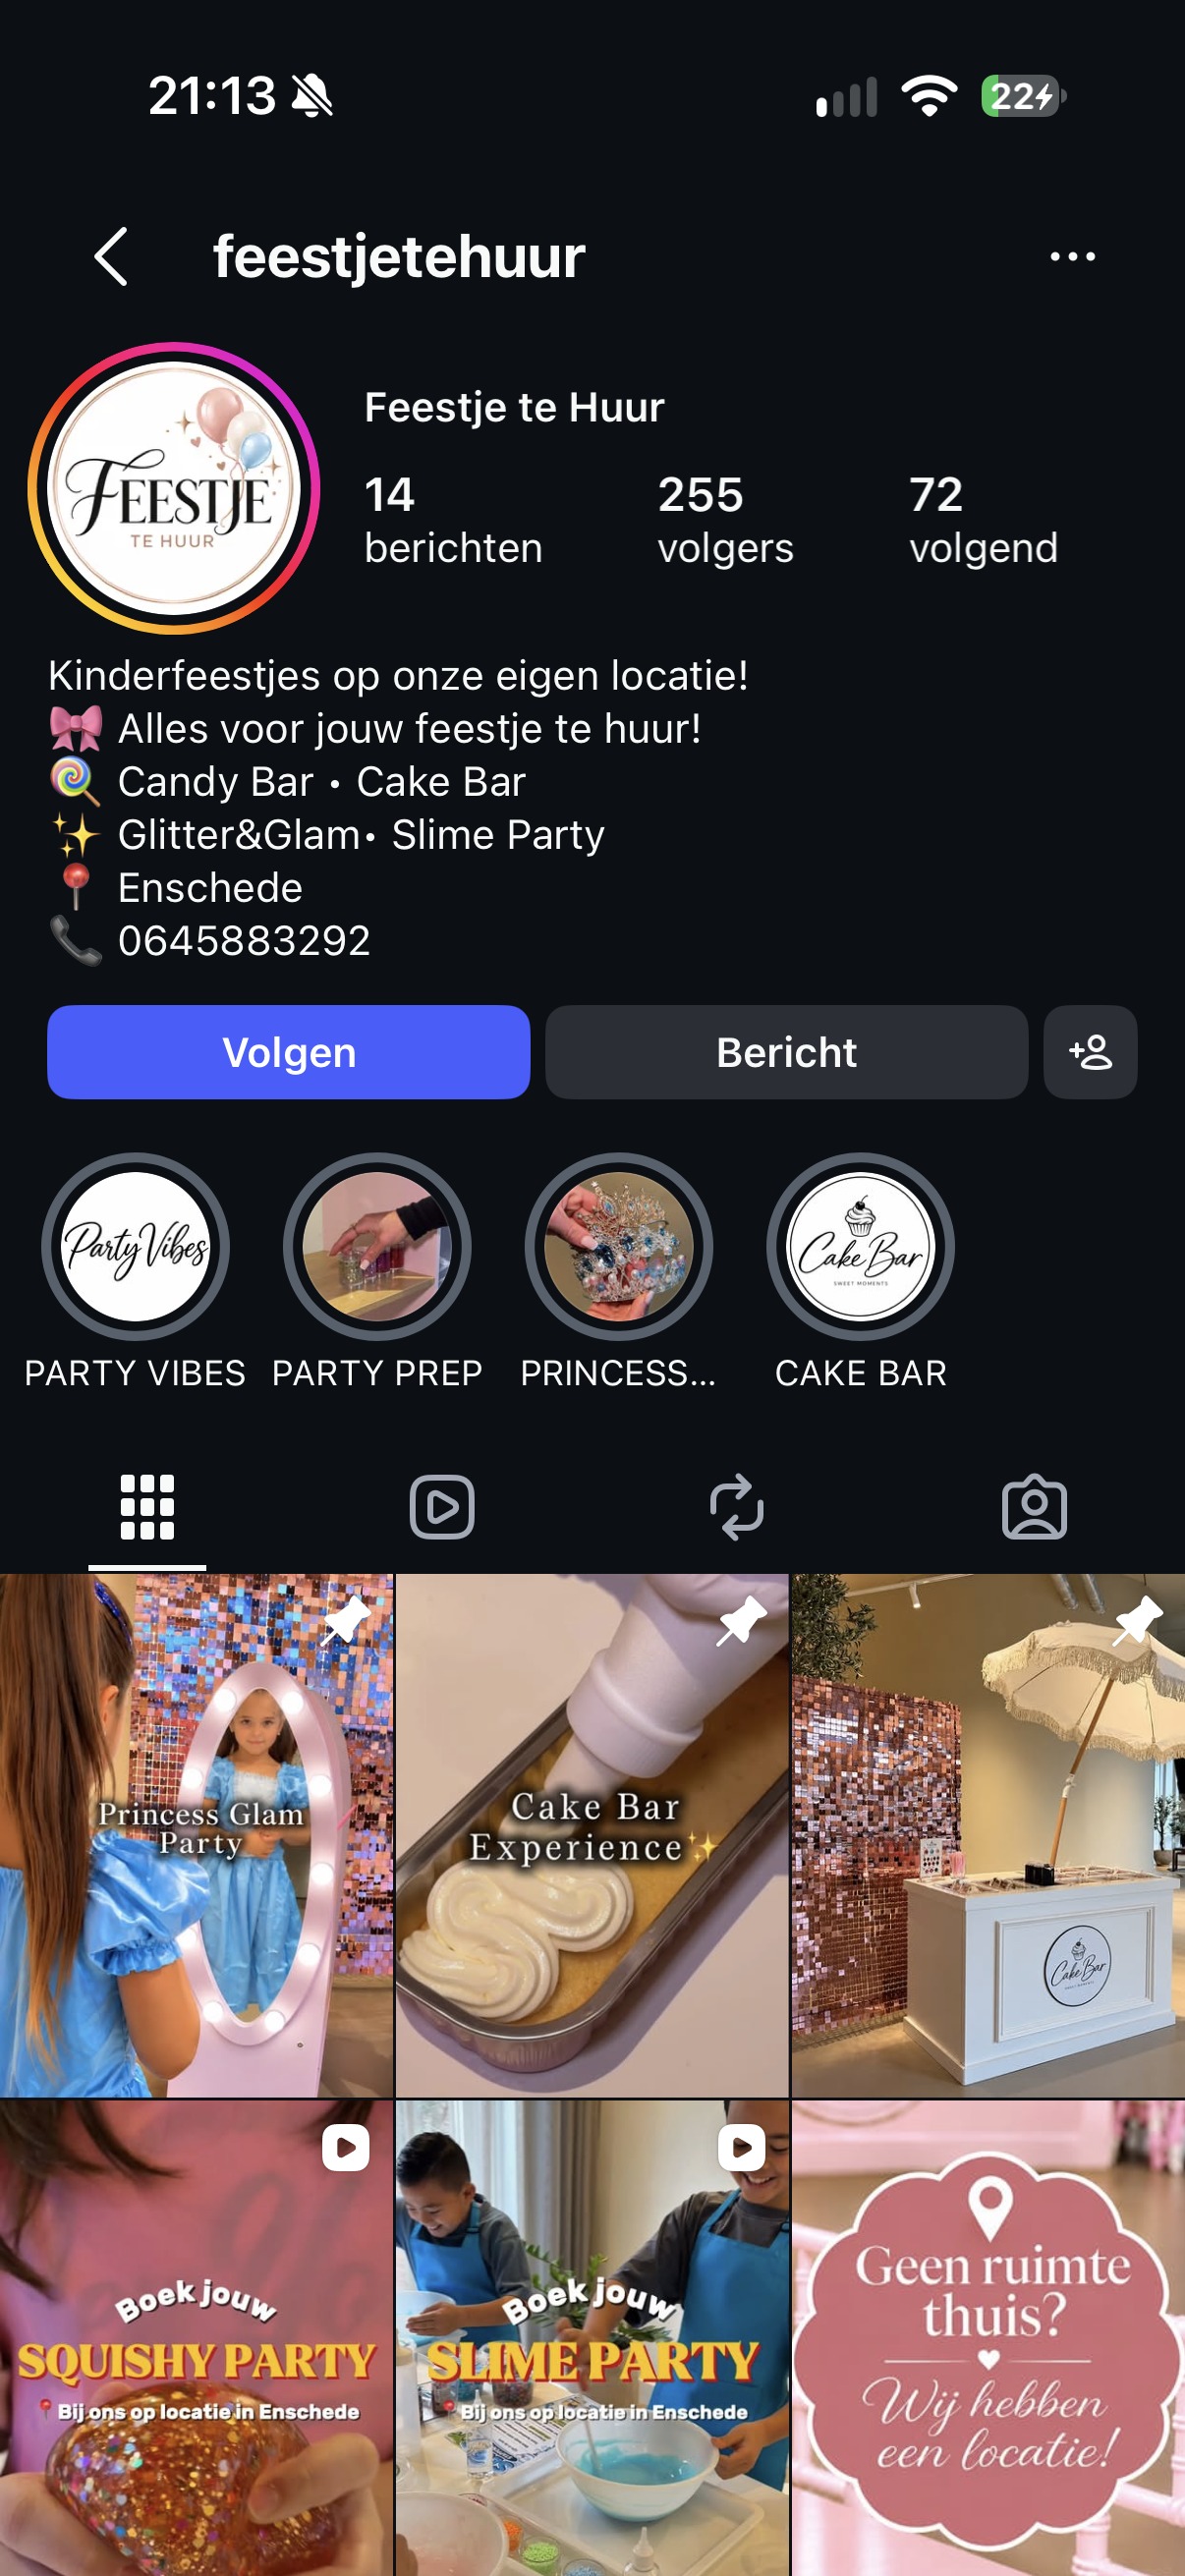 21:13
22
feestjetehuur
FEESTJE
TE HUUR
Feestje te Huur
14 255 72
berichten volgers volgend
Kinderfeestjes op onze eigen locatie!
🎀 Alles voor jouw feestje te huur!
🍭 Candy Bar • Cake Bar
✨ Glitter&Glam• Slime Party
📍 Enschede
📞 0645883292
Volgen Bericht
Party Vibes
Cake Bar
SWEET MOMENTS
PARTY VIBES PARTY PREP PRINCESS... CAKE BAR
Princess Glam
Party
Cake Bar
Experience✨
Cake Bar
Boek jouw
SQUISHY PARTY
📍Bij ons op locatie in Enschede
Boek jouw
SLIME PARTY
📍Bij ons op locatie in Enschede
Geen ruimte
thuis?
Wij hebben
een locatie!